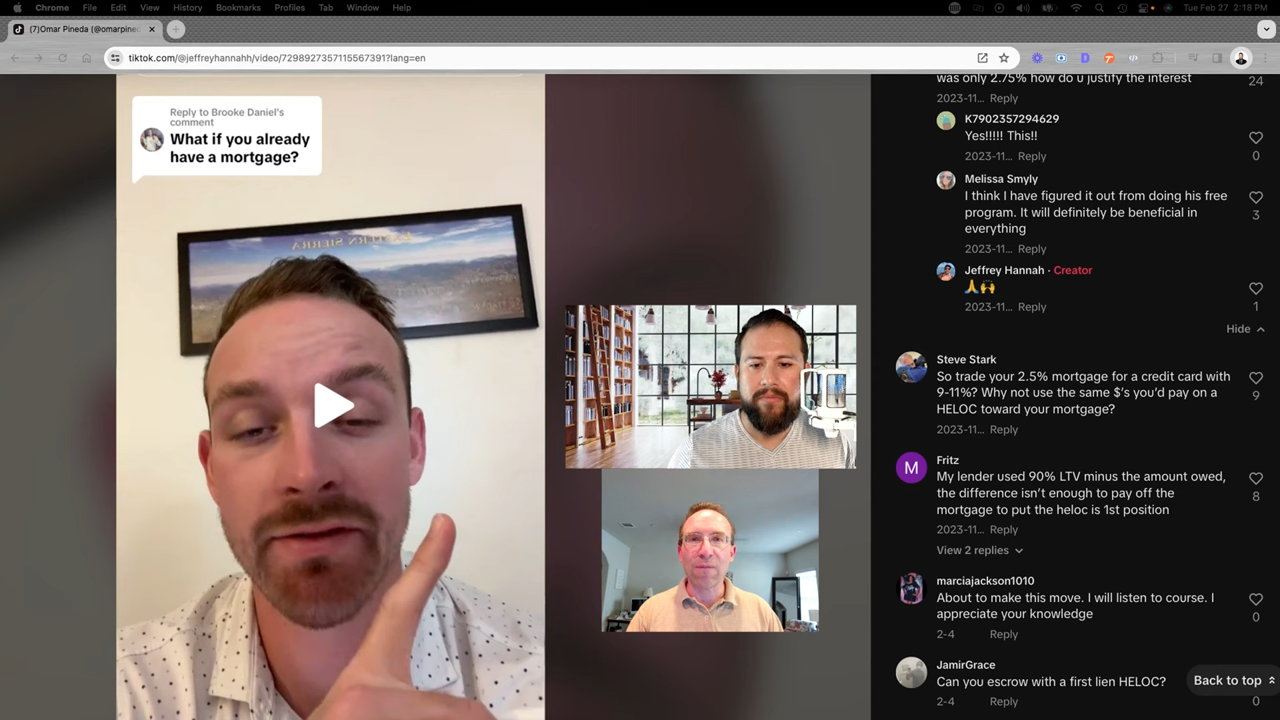 Chrome File Edit View History Bookmarks Profiles Tab Window Help
Tue Feb 27 2:18 PM
(7)Omar Pineda (@omarpined
tiktok.com/@jeffreyhannahh/video/7298927357115567391?lang=en
Reply to Brooke Daniel's
comment
What if you already
have a mortgage?
was only 2.75% how do u justify the interest
24
2023-11... Reply
K7902357294629
Yes!!!!! This!!
0
2023-11... Reply
Melissa Smyly
I think I have figured it out from doing his free
program. It will definitely be beneficial in
everything
3
2023-11... Reply
Jeffrey Hannah · Creator
🙏🙌
1
2023-11... Reply
Hide
Steve Stark
So trade your 2.5% mortgage for a credit card with
9-11%? Why not use the same $'s you'd pay on a
HELOC toward your mortgage?
9
2023-11... Reply
M
Fritz
My lender used 90% LTV minus the amount owed,
the difference isn't enough to pay off the
mortgage to put the heloc is 1st position
8
2023-11... Reply
View 2 replies
marciajackson1010
About to make this move. I will listen to course. I
appreciate your knowledge
0
2-4 Reply
JamirGrace
Can you escrow with a first lien HELOC?
Back to top
0
2-4 Reply